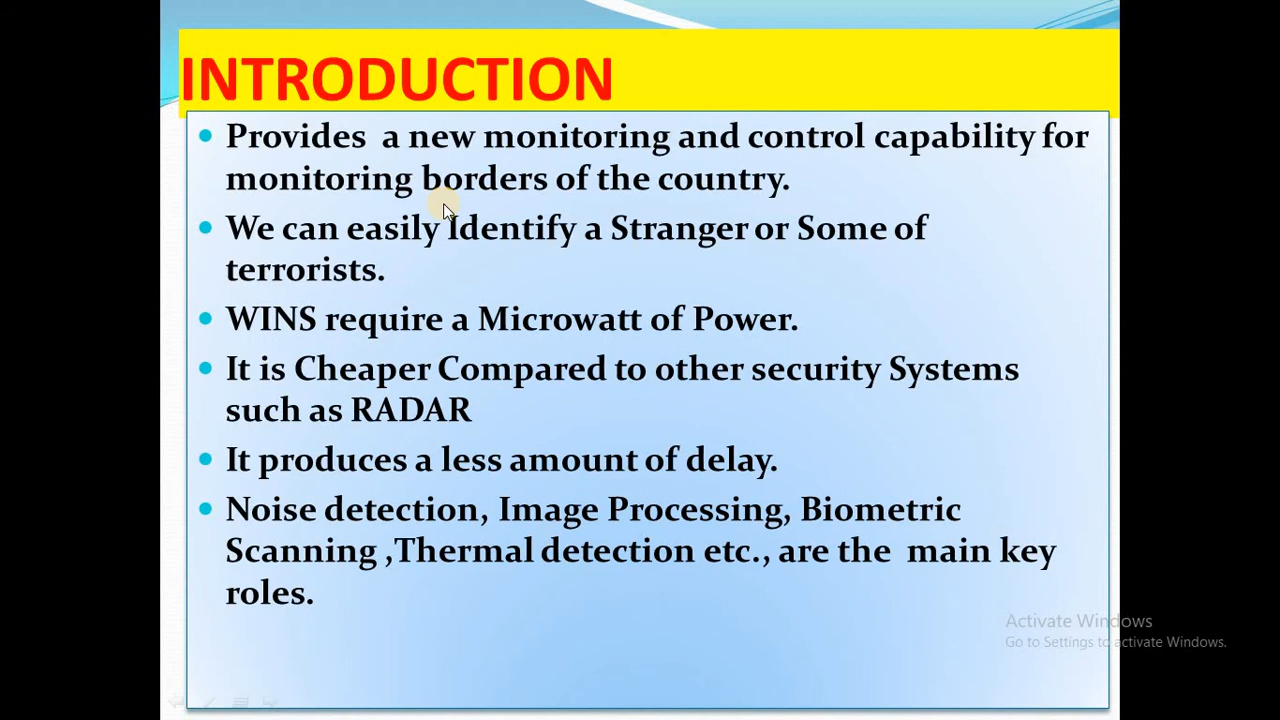 INTRODUCTION
Provides a new monitoring and control capability for
monitoring borders of the country.
We can easily Identify a Stranger or Some of
terrorists.
WINS require a Microwatt of Power.
It is Cheaper Compared to other security Systems
such as RADAR
It produces a less amount of delay.
Noise detection, Image Processing, Biometric
Scanning ,Thermal detection etc., are the main key
roles.
Activate Windows
Go to Settings to activate Windows.